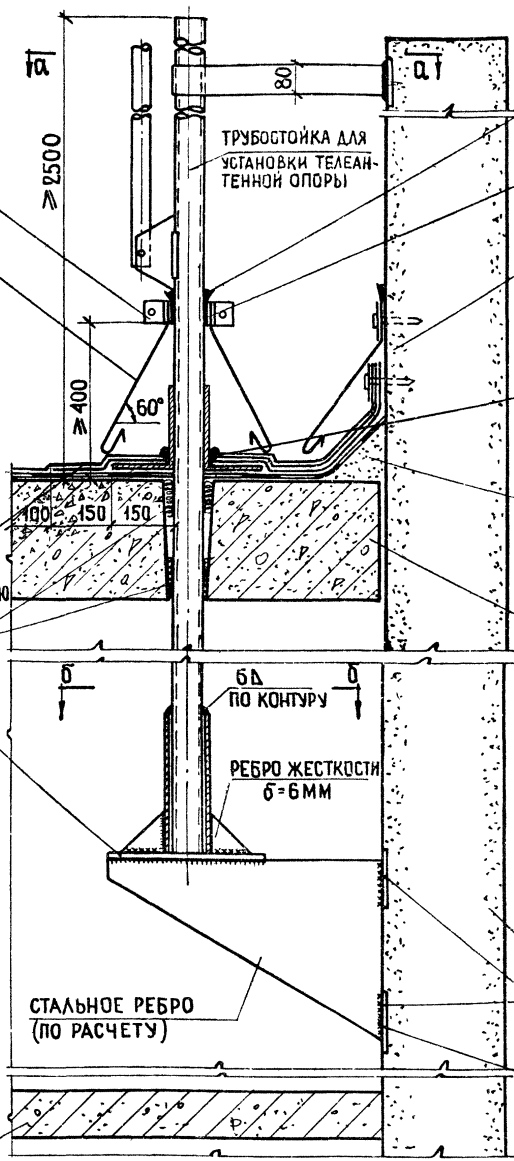 а а
80
ТРУБОСТОЙКА ДЛЯ
УСТАНОВКИ ТЕЛЕАН-
ТЕННОЙ ОПОРЫ
≥2500
≥400
60°
100 150 150
б б
6Δ
ПО КОНТУРУ
РЕБРО ЖЕСТКОСТИ
б=6ММ
СТАЛЬНОЕ РЕБРО
(ПО РАСЧЕТУ)